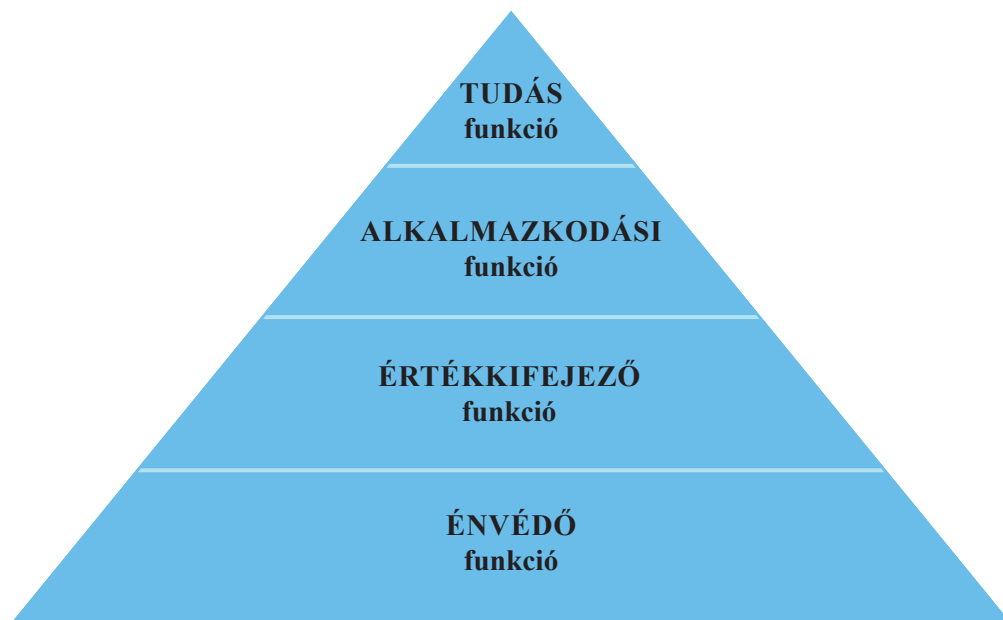 TUDÁS
funkció
ALKALMAZKODÁSI
funkció
ÉRTÉKKIFEJEZŐ
funkció
ÉNVÉDŐ
funkció